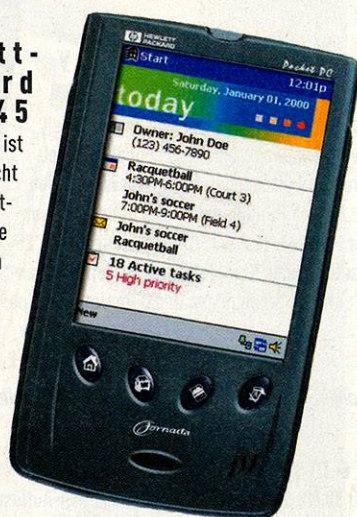 tt-
rd
45
ist
cht
t-
e
HEWLETT
PACKARD
Pocket PC
Start
12:01p
Saturday, January 01, 2000
today
Owner: John Doe
(123) 456-7890
Racquetball
4:30PM-6:00PM (Court 3)
John's soccer
7:00PM-9:00PM (Field 4)
John's soccer
Racquetball
18 Active tasks
5 High priority
New
Jornada